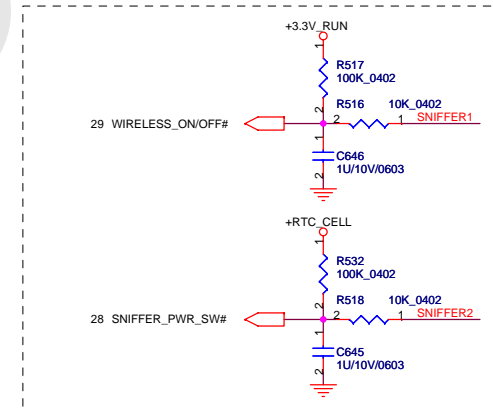 +3.3V_RUN
1
R517
100K_0402
2
R516 10K_0402
29 WIRELESS_ON/OFF# 2 1 SNIFFER1
1
C646
1U/10V/0603
2
+RTC_CELL
1
R532
100K_0402
2
R518 10K_0402
28 SNIFFER_PWR_SW# 2 1 SNIFFER2
1
C645
1U/10V/0603
2